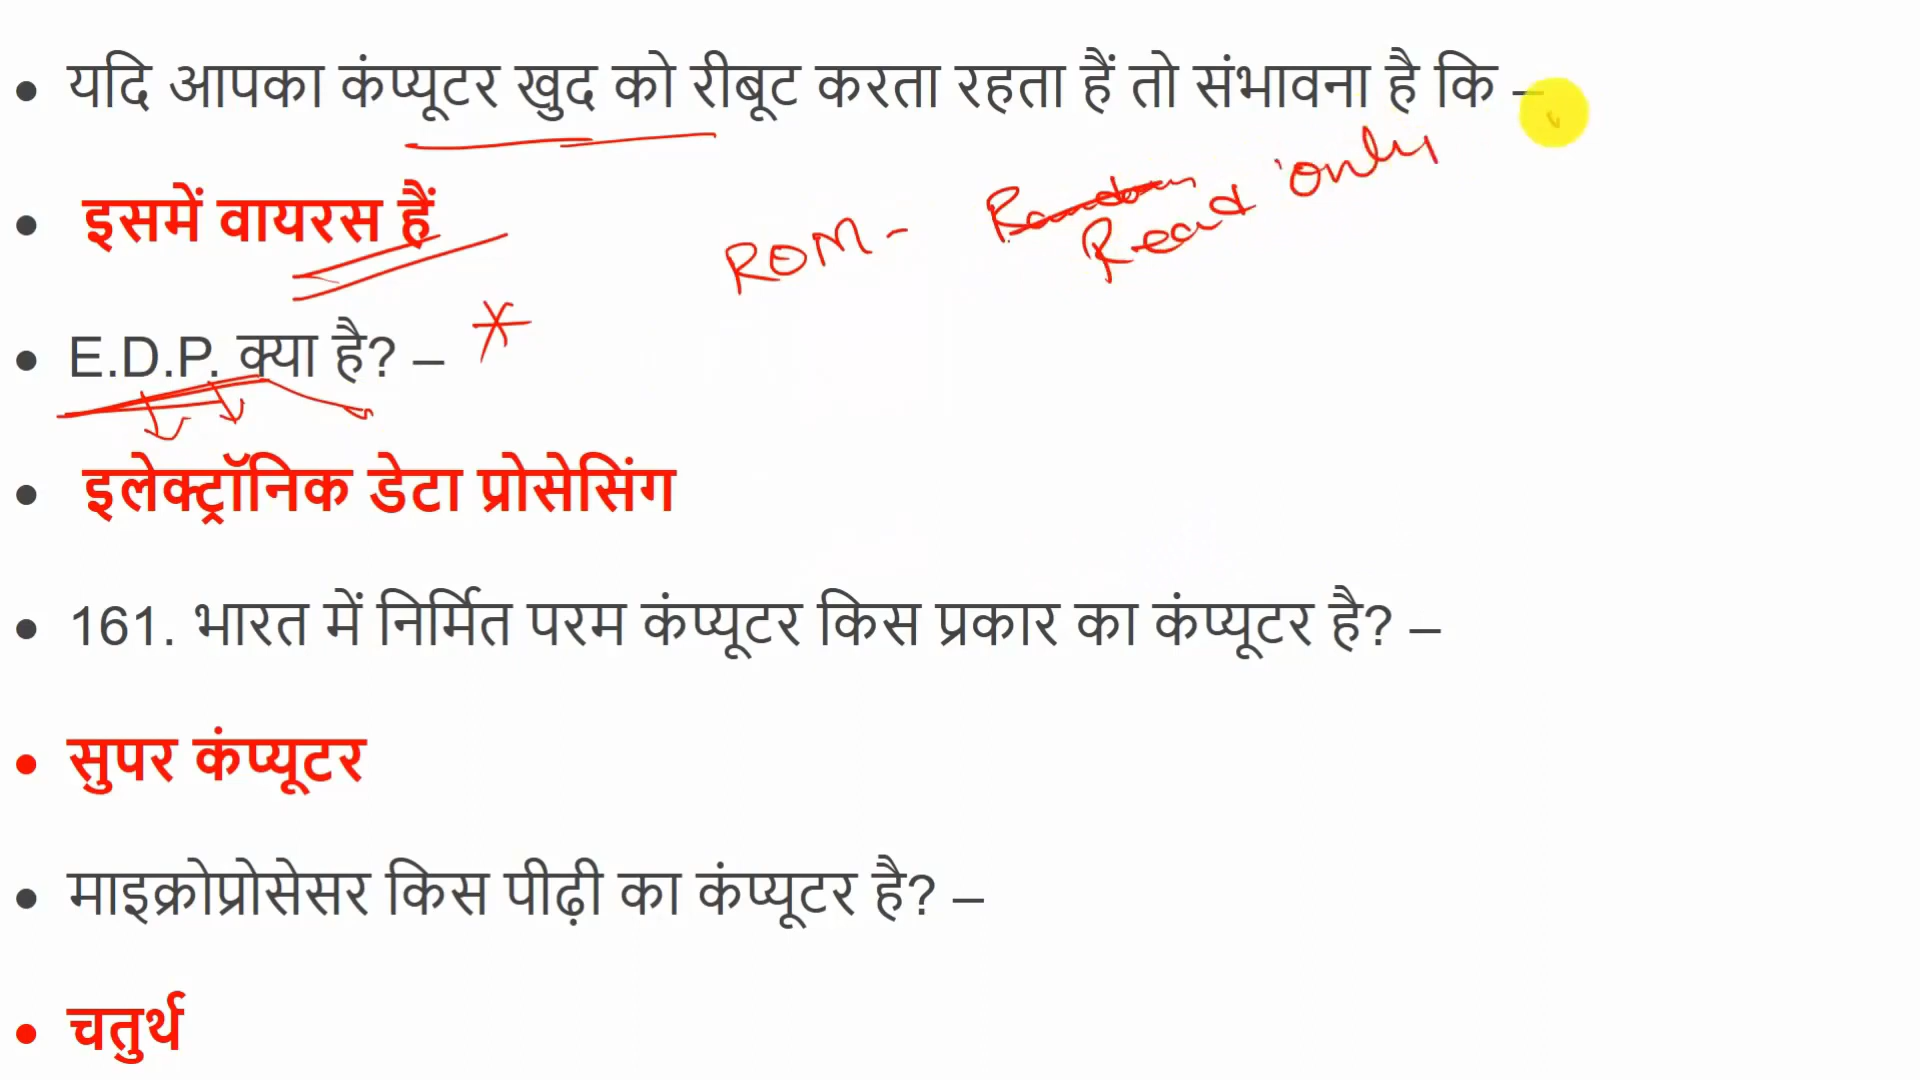 • यदि आपका कंप्यूटर खुद को रीबूट करता रहता हैं तो संभावना है कि –
• इसमें वायरस हैं
ROM - Random Read only
• E.D.P. क्या है? –
• इलेक्ट्रॉनिक डेटा प्रोसेसिंग
• 161. भारत में निर्मित परम कंप्यूटर किस प्रकार का कंप्यूटर है? –
• सुपर कंप्यूटर
• माइक्रोप्रोसेसर किस पीढ़ी का कंप्यूटर है? –
• चतुर्थ